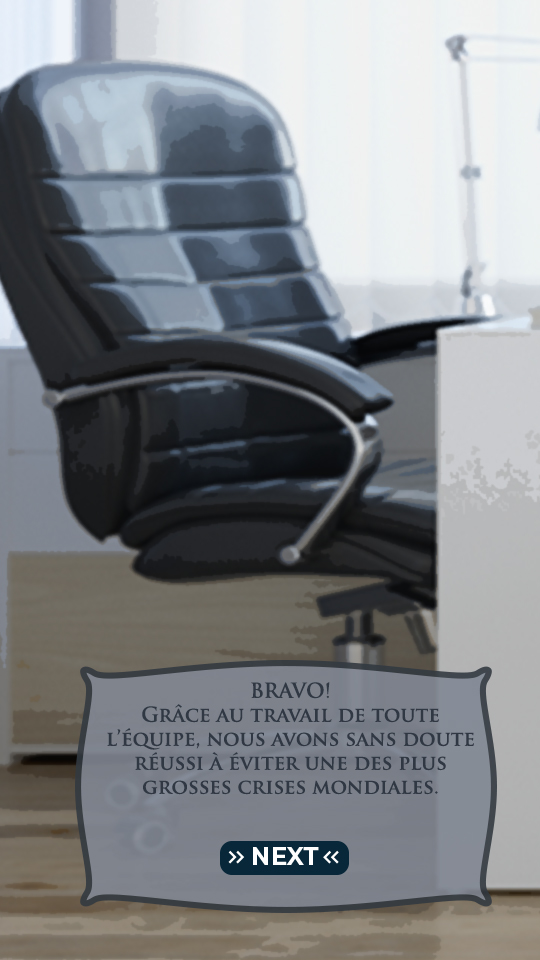 BRAVO!
GRÂCE AU TRAVAIL DE TOUTE
L'ÉQUIPE, NOUS AVONS SANS DOUTE
RÉUSSI À ÉVITER UNE DES PLUS
GROSSES CRISES MONDIALES.
>> NEXT <<